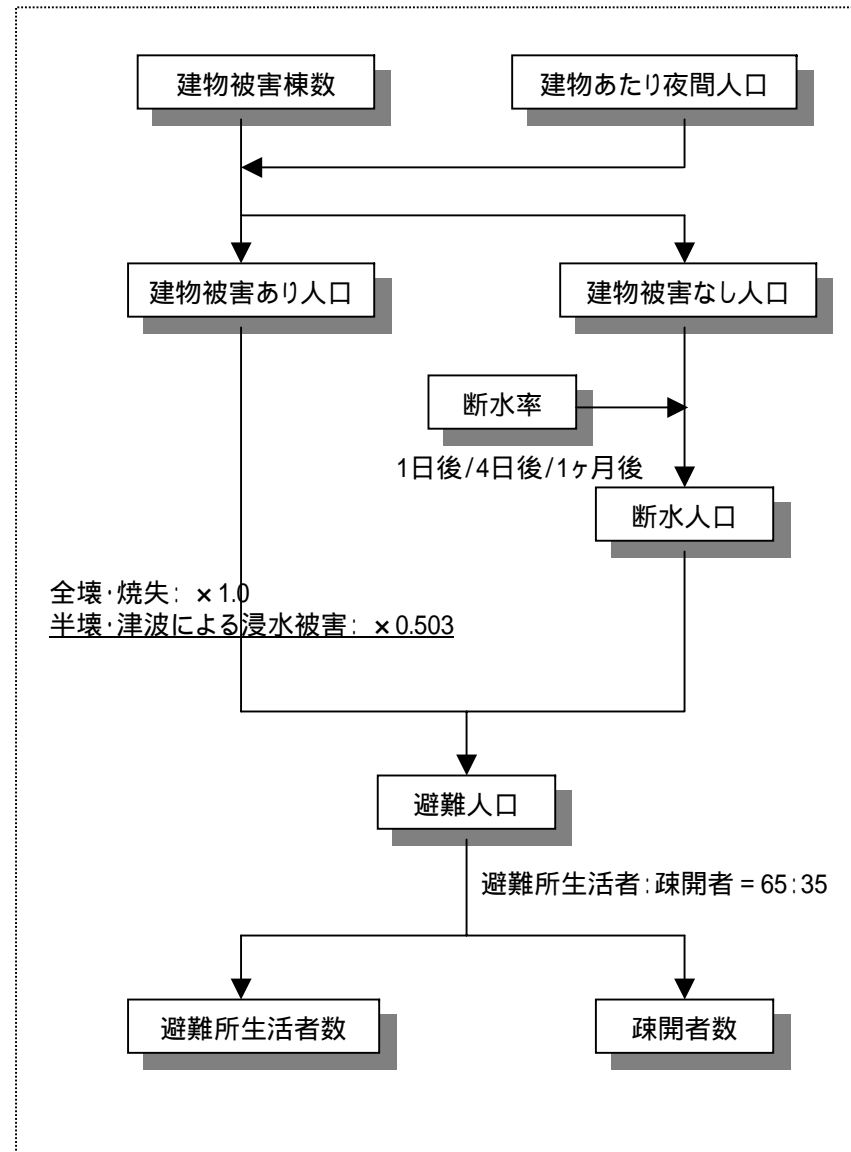 建物被害棟数
建物あたり夜間人口
建物被害あり人口
建物被害なし人口
断水率
1日後/4日後/1ヶ月後
断水人口
全壊・焼失： ×1.0
半壊・津波による浸水被害： ×0.503
避難人口
避難所生活者：疎開者＝65：35
避難所生活者数
疎開者数